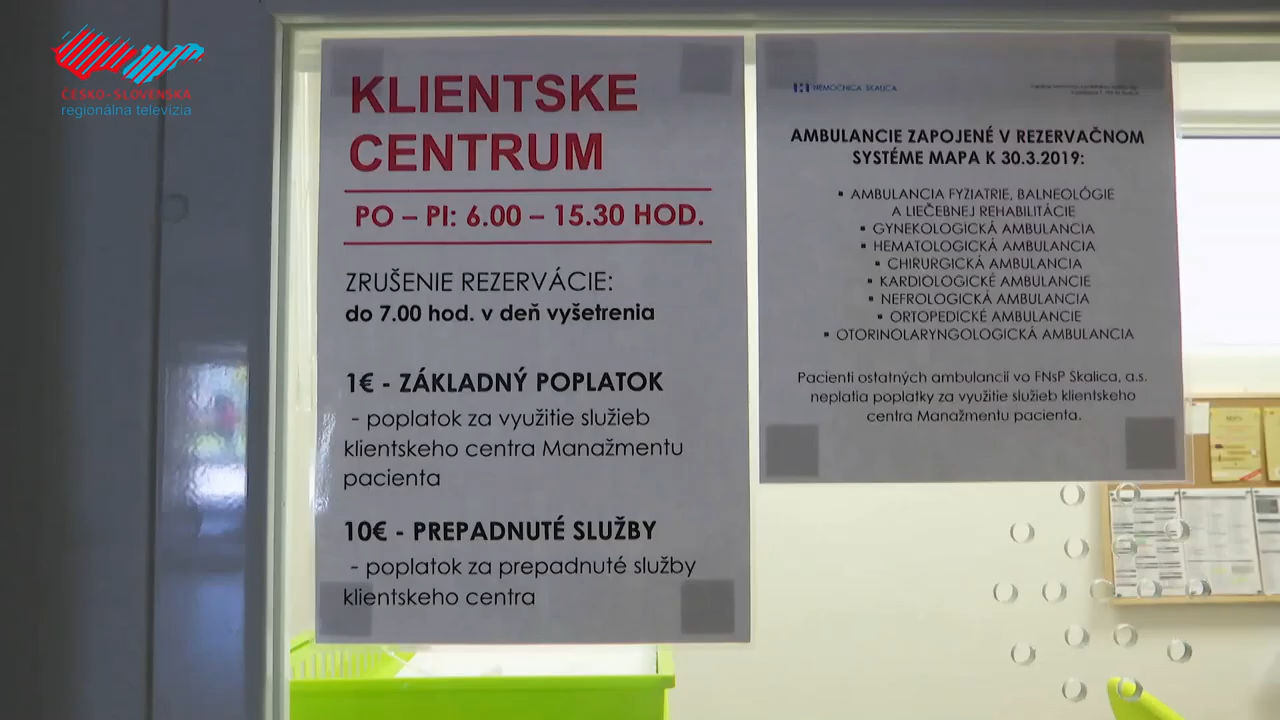 ČESKO-SLOVENSKÁ
regionálna televízia
KLIENTSKE
CENTRUM
PO – PI: 6.00 – 15.30 HOD.
ZRUŠENIE REZERVÁCIE:
do 7.00 hod. v deň vyšetrenia
1€ - ZÁKLADNÝ POPLATOK
- poplatok za využitie služieb
klientskeho centra Manažmentu
pacienta
10€ - PREPADNUTÉ SLUŽBY
- poplatok za prepadnuté služby
klientskeho centra
NEMOCNICA SKALICA
AMBULANCIE ZAPOJENÉ V REZERVAČNOM
SYSTÉME MAPA K 30.3.2019:
▪ AMBULANCIA FYZIATRIE, BALNEOLÓGIE
A LIEČEBNEJ REHABILITÁCIE
▪ GYNEKOLOGICKÁ AMBULANCIA
▪ HEMATOLOGICKÁ AMBULANCIA
▪ CHIRURGICKÁ AMBULANCIA
▪ KARDIOLOGICKÉ AMBULANCIE
▪ NEFROLOGICKÁ AMBULANCIA
▪ ORTOPEDICKÉ AMBULANCIE
▪ OTORINOLARYNGOLOGICKÁ AMBULANCIA
Pacienti ostatných ambulancií vo FNsP Skalica, a.s.
neplatia poplatky za využitie služieb klientskeho
centra Manažmentu pacienta.